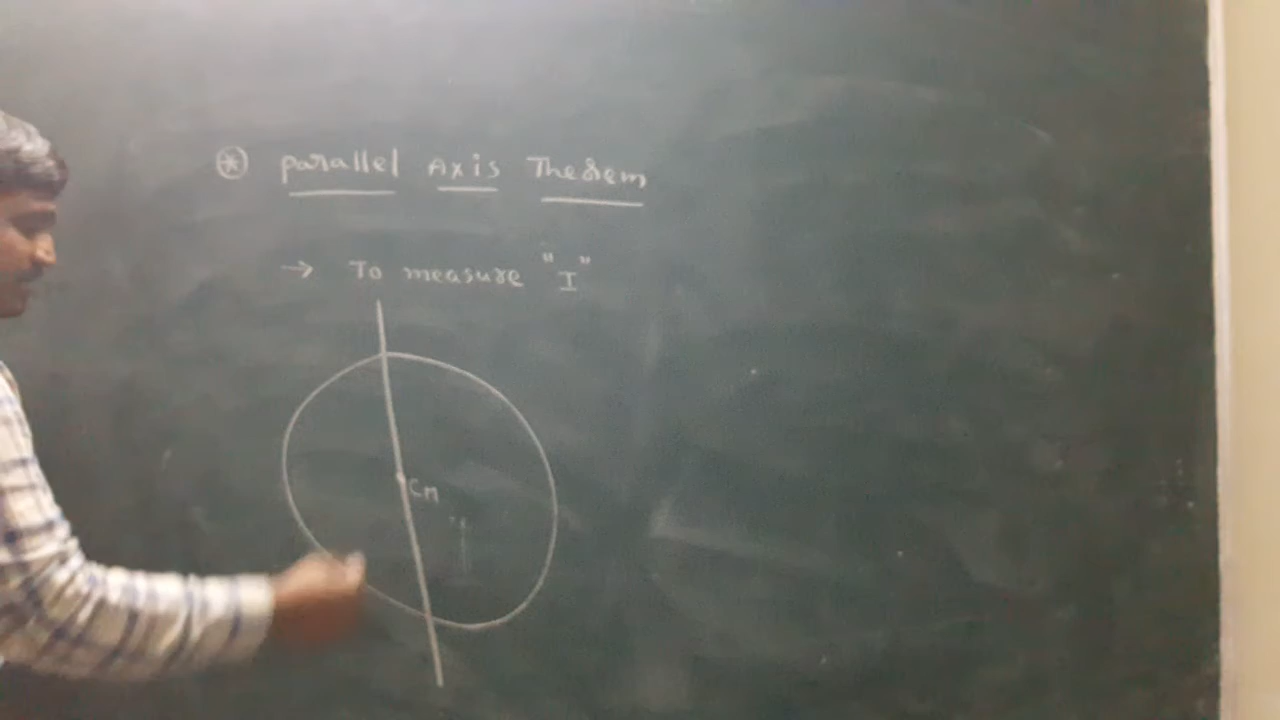 ⊛ Parallel Axis Theorem
→ To measure "I"
CM